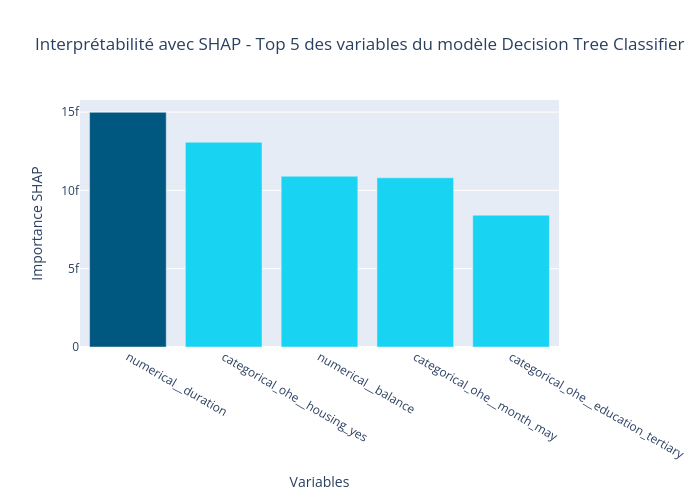 Interprétabilité avec SHAP - Top 5 des variables du modèle Decision Tree Classifier
Importance SHAP
15f
10f
5f
0
numerical__duration
categorical_ohe__housing_yes
numerical__balance
categorical_ohe__month_may
categorical_ohe__education_tertiary
Variables